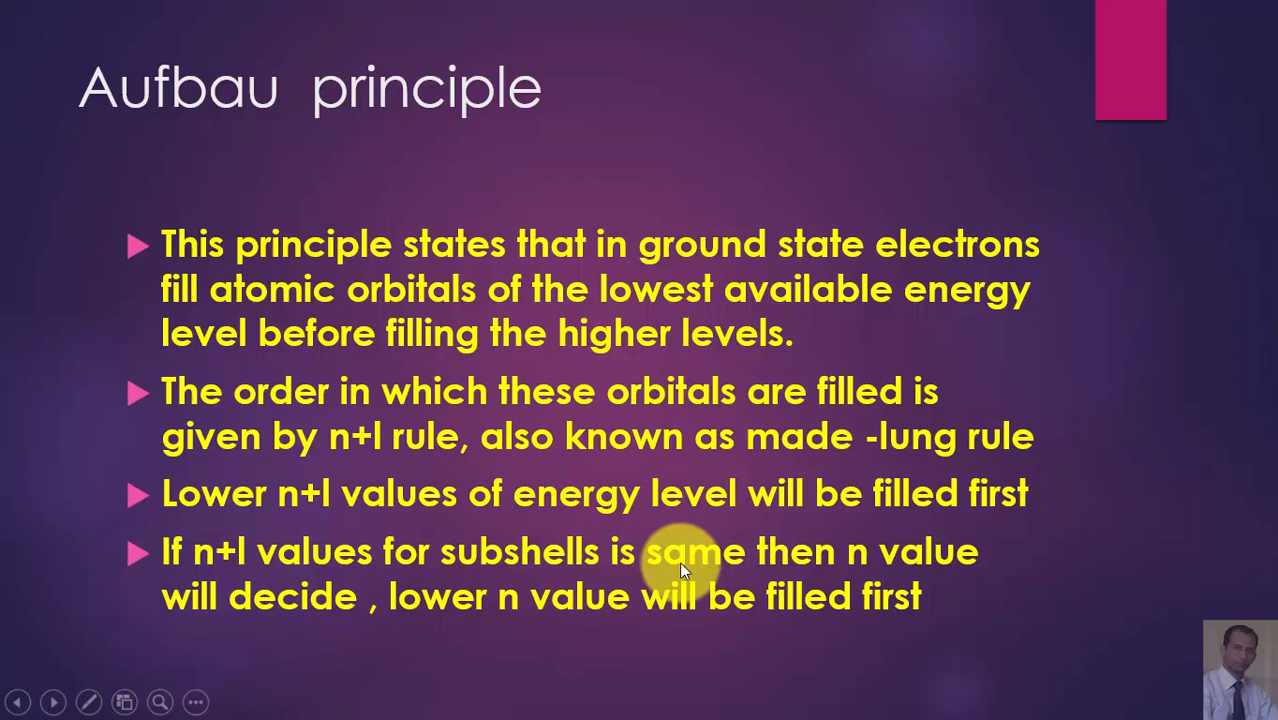 Aufbau principle
This principle states that in ground state electrons
fill atomic orbitals of the lowest available energy
level before filling the higher levels.
The order in which these orbitals are filled is
given by n+l rule, also known as made -lung rule
Lower n+l values of energy level will be filled first
If n+l values for subshells is same then n value
will decide , lower n value will be filled first